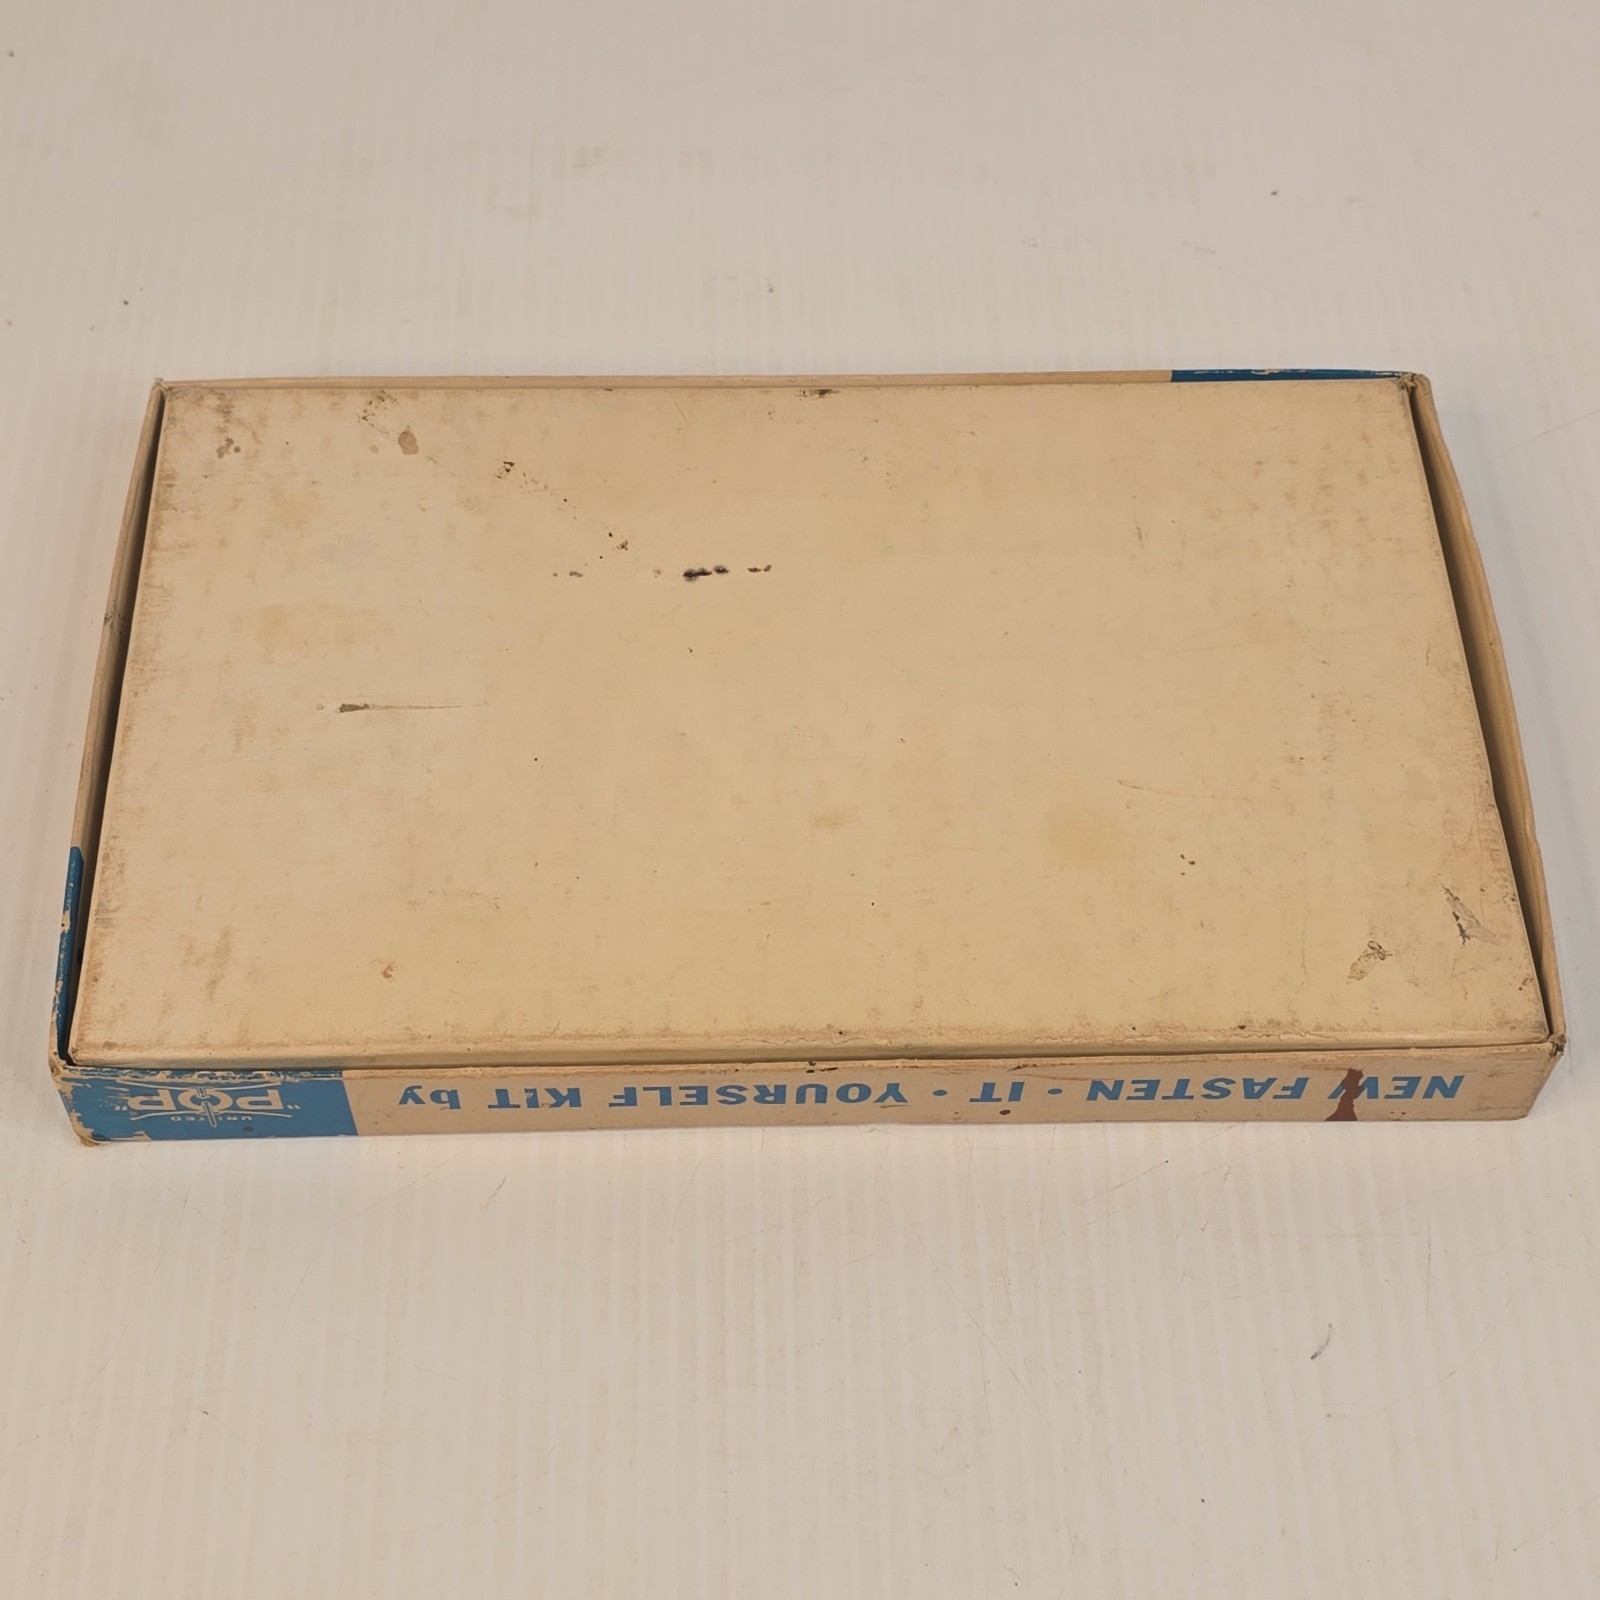 NEW FASTEN • IT • YOURSELF KIT by
UNITED
"POP"